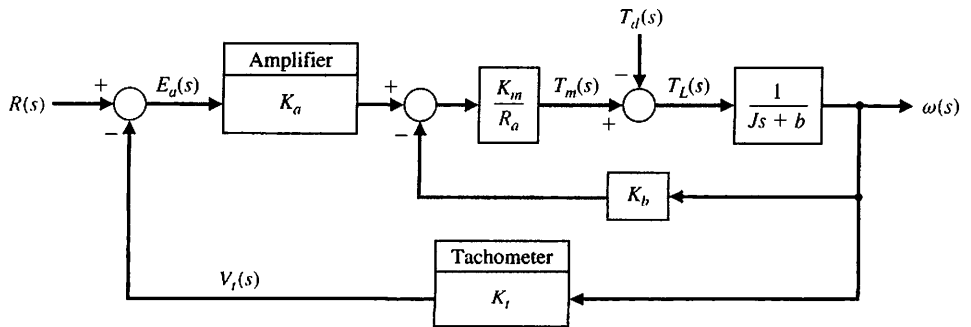 T_d(s)
Amplifier
R(s) + − E_a(s) K_a + − K_m/R_a T_m(s) + − T_L(s) 1/(Js + b) ω(s)
K_b
Tachometer
V_t(s) K_t